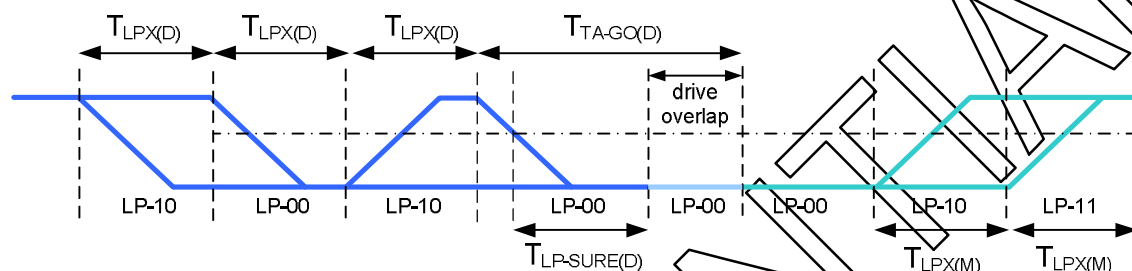 TLPX(D) TLPX(D) TLPX(D) TTA-GO(D)
drive
overlap
LP-10 LP-00 LP-10 LP-00 LP-00 LP-00 LP-10 LP-11
TLP-SURE(D) TLPX(M) TLPX(M)